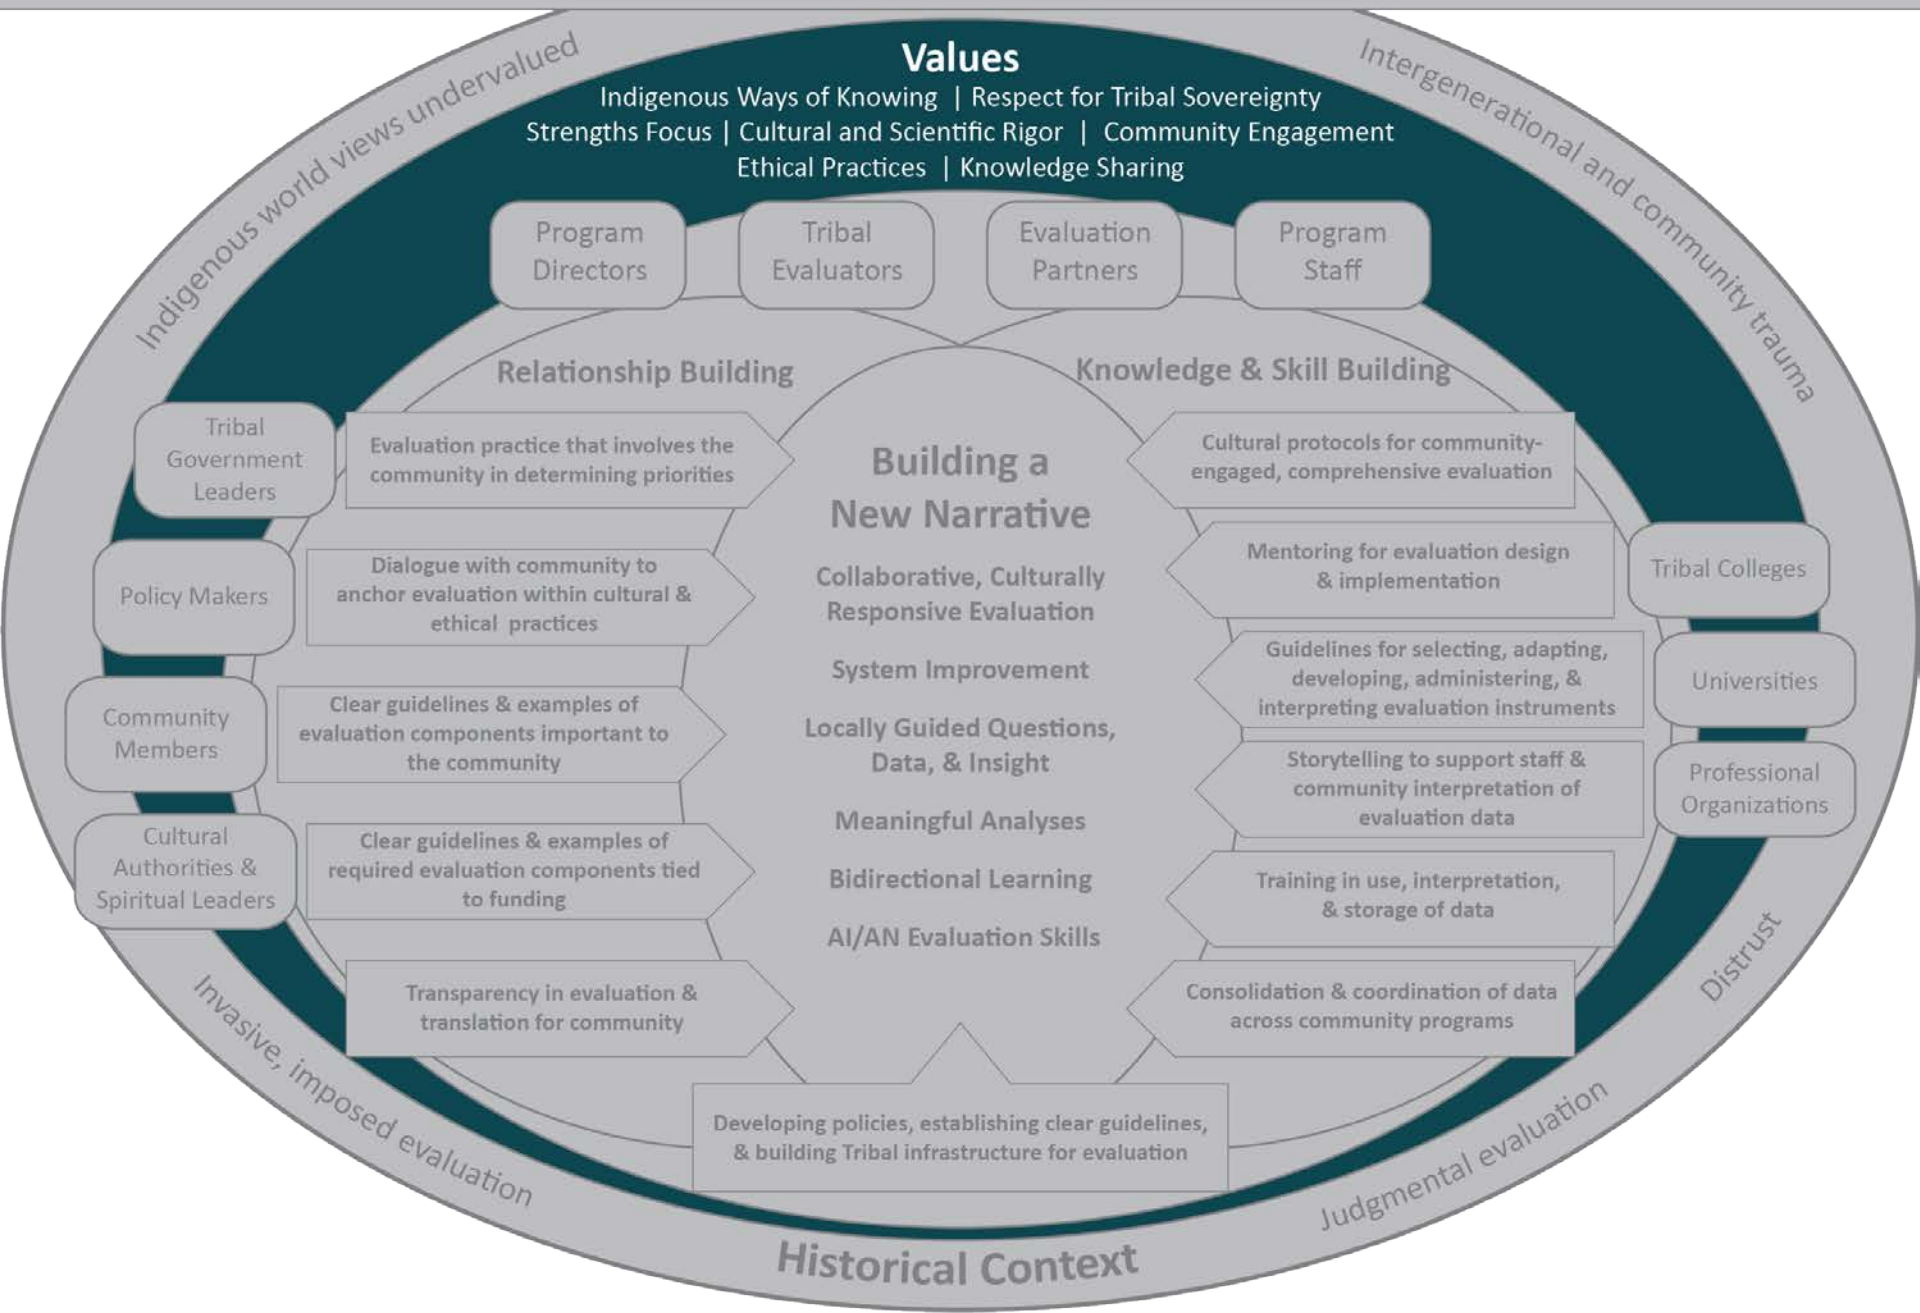 Values
Indigenous Ways of Knowing | Respect for Tribal Sovereignty
Strengths Focus | Cultural and Scientific Rigor | Community Engagement
Ethical Practices | Knowledge Sharing
Indigenous world views undervalued
Intergenerational and community trauma
Program
Directors
Tribal
Evaluators
Evaluation
Partners
Program
Staff
Relationship Building
Knowledge & Skill Building
Tribal
Government
Leaders
Policy Makers
Community
Members
Cultural
Authorities &
Spiritual Leaders
Evaluation practice that involves the
community in determining priorities
Dialogue with community to
anchor evaluation within cultural &
ethical practices
Clear guidelines & examples of
evaluation components important to
the community
Clear guidelines & examples of
required evaluation components tied
to funding
Transparency in evaluation &
translation for community
Building a
New Narrative
Collaborative, Culturally
Responsive Evaluation
System Improvement
Locally Guided Questions,
Data, & Insight
Meaningful Analyses
Bidirectional Learning
AI/AN Evaluation Skills
Cultural protocols for community-
engaged, comprehensive evaluation
Mentoring for evaluation design
& implementation
Guidelines for selecting, adapting,
developing, administering, &
interpreting evaluation instruments
Storytelling to support staff &
community interpretation of
evaluation data
Training in use, interpretation,
& storage of data
Consolidation & coordination of data
across community programs
Tribal Colleges
Universities
Professional
Organizations
Developing policies, establishing clear guidelines,
& building Tribal infrastructure for evaluation
Invasive, imposed evaluation
Distrust
Judgmental evaluation
Historical Context